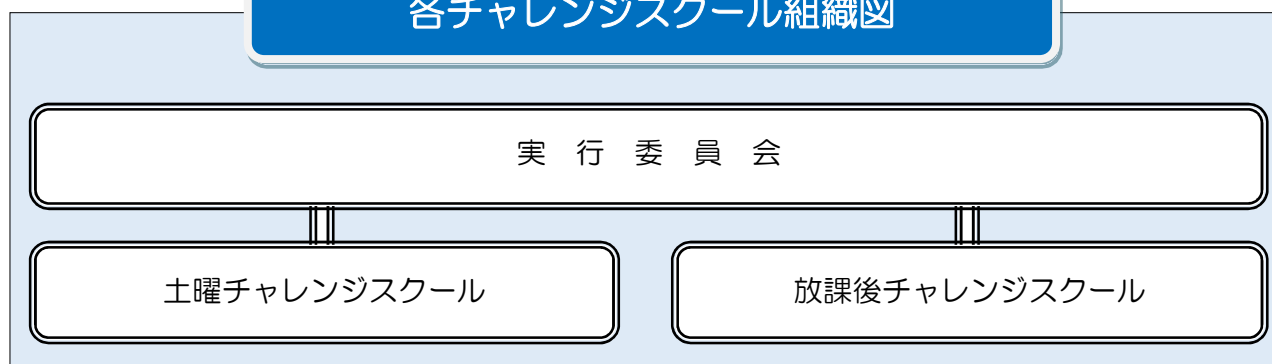 各チャレンジスクール組織図
実　行　委　員　会
土曜チャレンジスクール
放課後チャレンジスクール